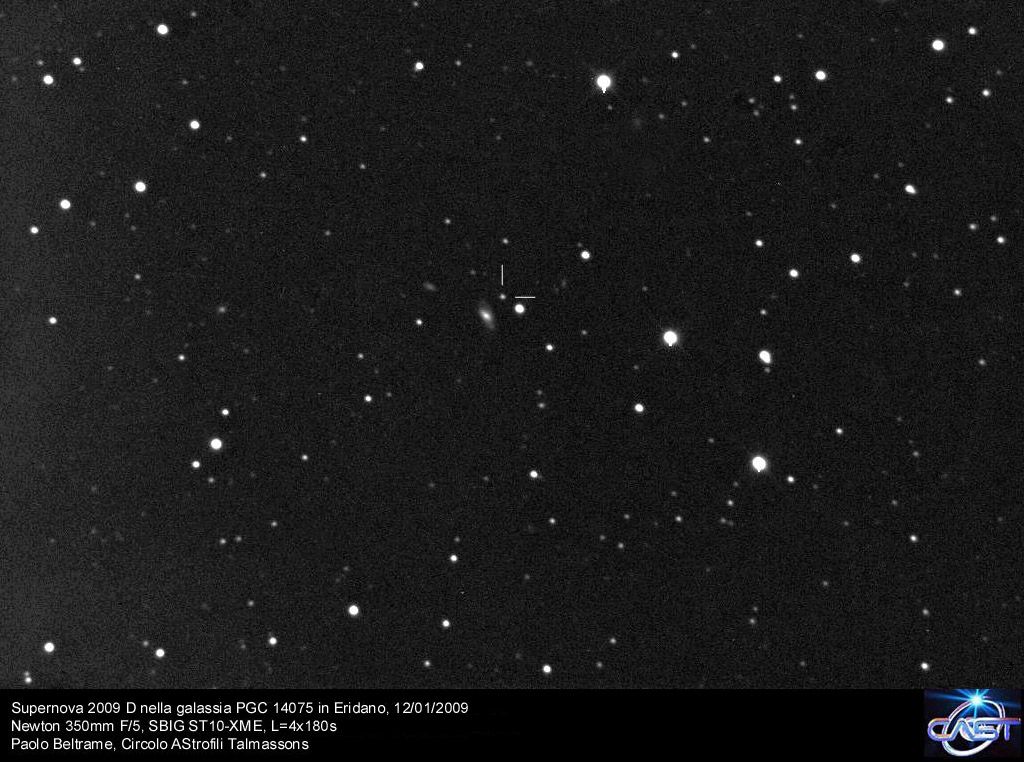 Supernova 2009 D nella galassia PGC 14075 in Eridano, 12/01/2009
Newton 350mm F/5, SBIG ST10-XME, L=4x180s
Paolo Beltrame, Circolo AStrofili Talmassons
CAST